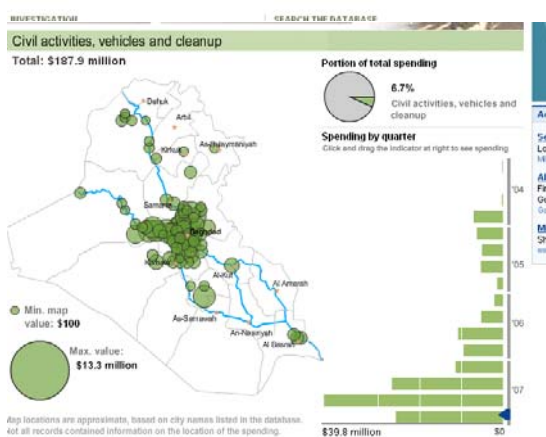 INVESTIGATION
SEARCH THE DATABASE
Civil activities, vehicles and cleanup
Total: $187.9 million
Portion of total spending
6.7%
Civil activities, vehicles and
cleanup
Spending by quarter
Click and drag the indicator at right to see spending
'04
'05
'06
'07
$39.8 million
$0
Dahuk
Arbil
Kirkuk
As-Sulaymaniyah
Samarra
Baghdad
Karbala
Al-Kut
Al Amarah
As-Samawah
An-Nasiriyah
Al Basrah
Min. map
value: $100
Max. value:
$13.3 million
Map locations are approximate, based on city names listed in the database.
Not all records contained information on the location of the spending.